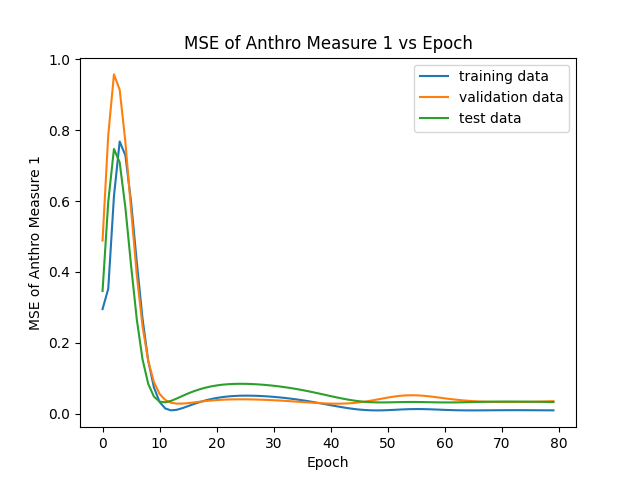 MSE of Anthro Measure 1 vs Epoch
training data
validation data
test data
MSE of Anthro Measure 1
1.0
0.8
0.6
0.4
0.2
0.0
0 10 20 30 40 50 60 70 80
Epoch